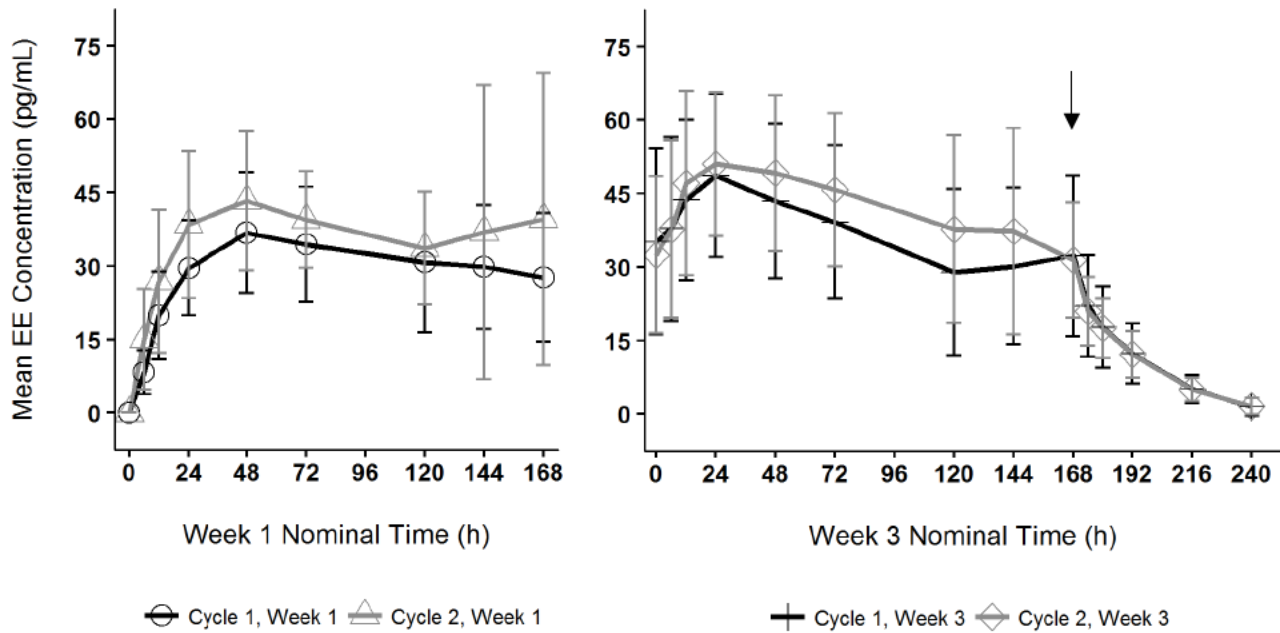 Mean EE Concentration (pg/mL)
75
60
45
30
15
0
0 24 48 72 96 120 144 168
Week 1 Nominal Time (h)
Cycle 1, Week 1 Cycle 2, Week 1
75
60
45
30
15
0
0 24 48 72 96 120 144 168 192 216 240
Week 3 Nominal Time (h)
Cycle 1, Week 3 Cycle 2, Week 3